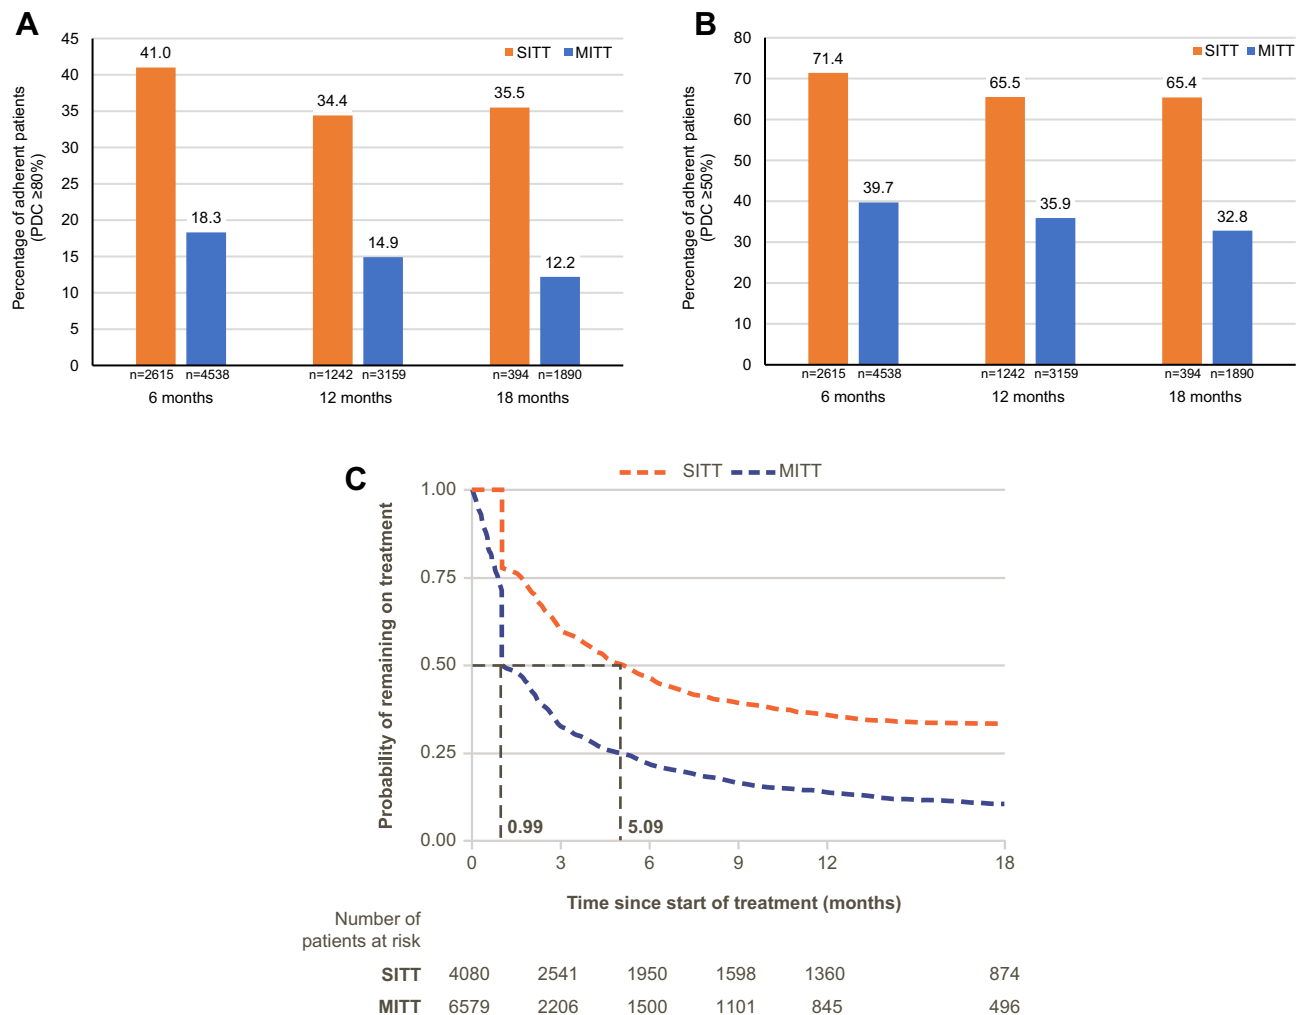 A
SITT MITT
Percentage of adherent patients
(PDC ≥80%)
45
40
35
30
25
20
15
10
5
0
41.0
18.3
34.4
14.9
35.5
12.2
n=2615 n=4538 n=1242 n=3159 n=394 n=1890
6 months 12 months 18 months
B
SITT MITT
Percentage of adherent patients
(PDC ≥50%)
80
70
60
50
40
30
20
10
0
71.4
39.7
65.5
35.9
65.4
32.8
n=2615 n=4538 n=1242 n=3159 n=394 n=1890
6 months 12 months 18 months
C
SITT MITT
Probability of remaining on treatment
1.00
0.75
0.50
0.25
0.00
0.99 5.09
0 3 6 9 12 18
Time since start of treatment (months)
Number of
patients at risk
SITT 4080 2541 1950 1598 1360 874
MITT 6579 2206 1500 1101 845 496